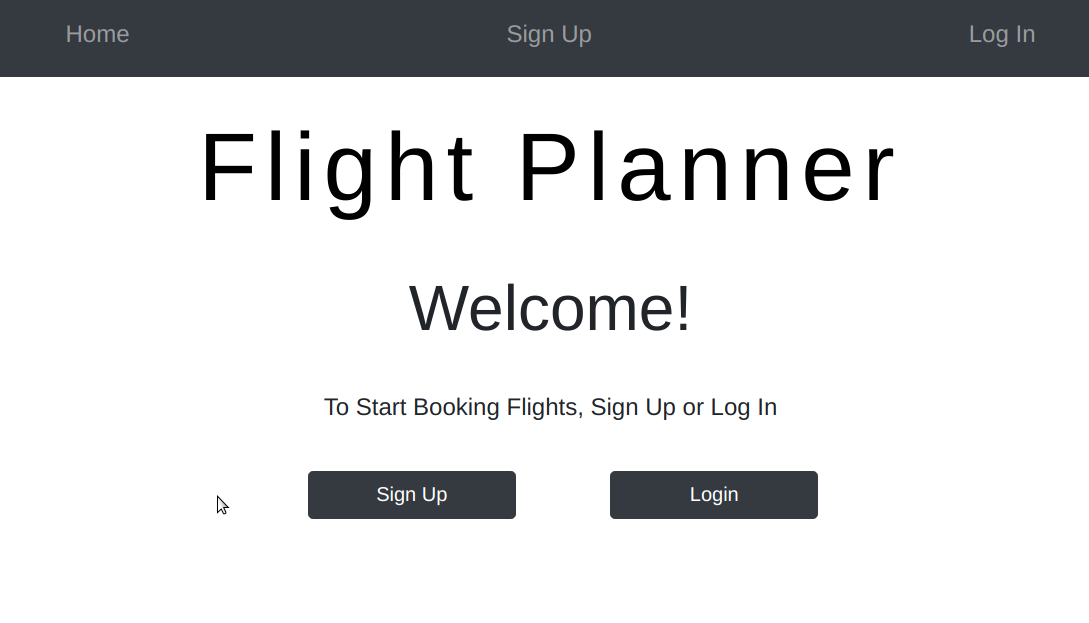 Home Sign Up Log In
Flight Planner
Welcome!
To Start Booking Flights, Sign Up or Log In
Sign Up Login